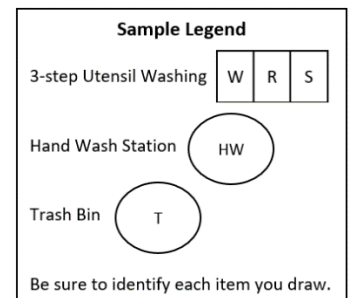 Sample Legend
3-step Utensil Washing W R S
Hand Wash Station HW
Trash Bin T
Be sure to identify each item you draw.